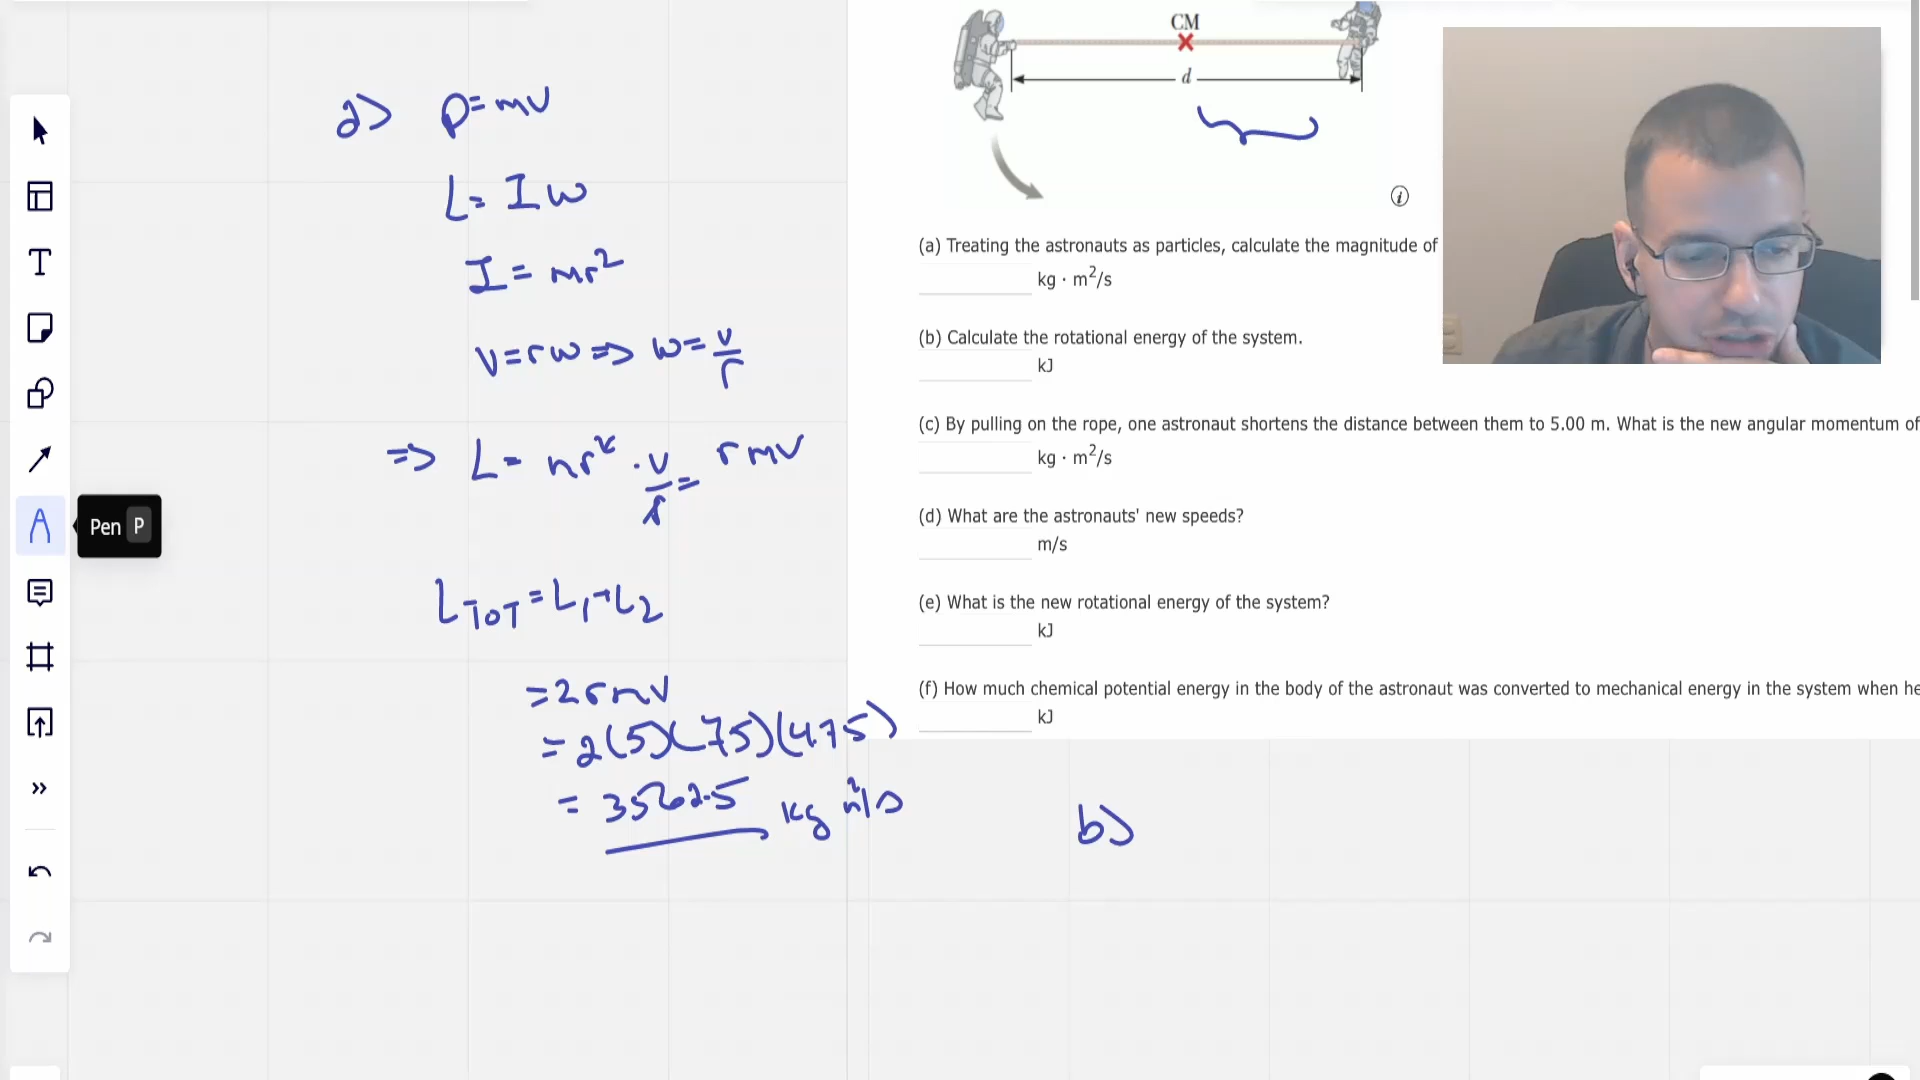 a) P=mv
L= Iω
I = mr²
v=rω => ω= v/r
=> L= mr² · v/r = rmv
L TOT = L₁+L₂
=2rmv
= 2(5)(75)(4.75)
= 3562.5 kg m²/s
b)
Pen P
CM
d
i
(a) Treating the astronauts as particles, calculate the magnitude of
kg · m²/s
(b) Calculate the rotational energy of the system.
kJ
(c) By pulling on the rope, one astronaut shortens the distance between them to 5.00 m. What is the new angular momentum of
kg · m²/s
(d) What are the astronauts' new speeds?
m/s
(e) What is the new rotational energy of the system?
kJ
(f) How much chemical potential energy in the body of the astronaut was converted to mechanical energy in the system when he
kJ